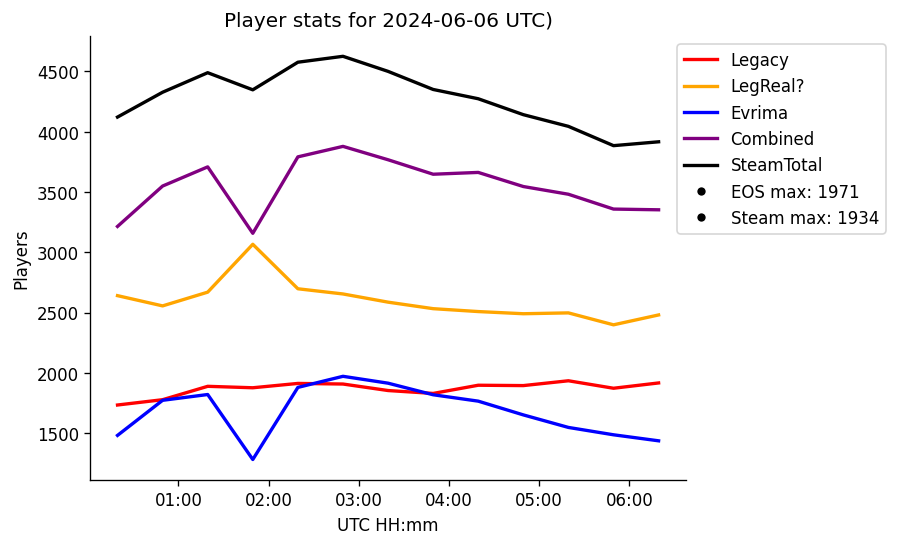 Player stats for 2024-06-06 UTC)
Legacy
LegReal?
Evrima
Combined
SteamTotal
EOS max: 1971
Steam max: 1934
Players
4500
4000
3500
3000
2500
2000
1500
01:00
02:00
03:00
04:00
05:00
06:00
UTC HH:mm